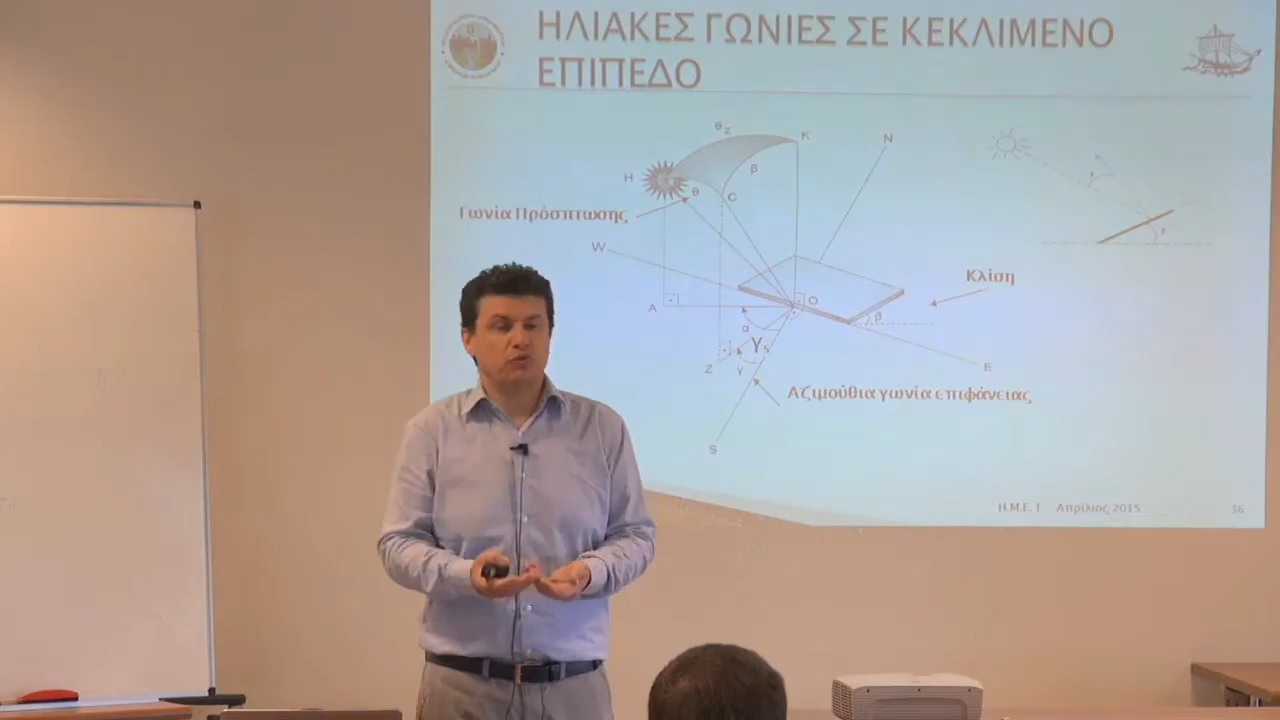 ΗΛΙΑΚΕΣ ΓΩΝΙΕΣ ΣΕ ΚΕΚΛΙΜΕΝΟ
ΕΠΙΠΕΔΟ
θz
K
N
H
θ
β
C
Γωνία Πρόσπτωσης
W
Κλίση
A
O
α
β
γs
Z
γ
E
Αζιμούθια γωνία επιφάνειας
S
Η.Μ.Ε. Ι Απρίλιος 2015 36